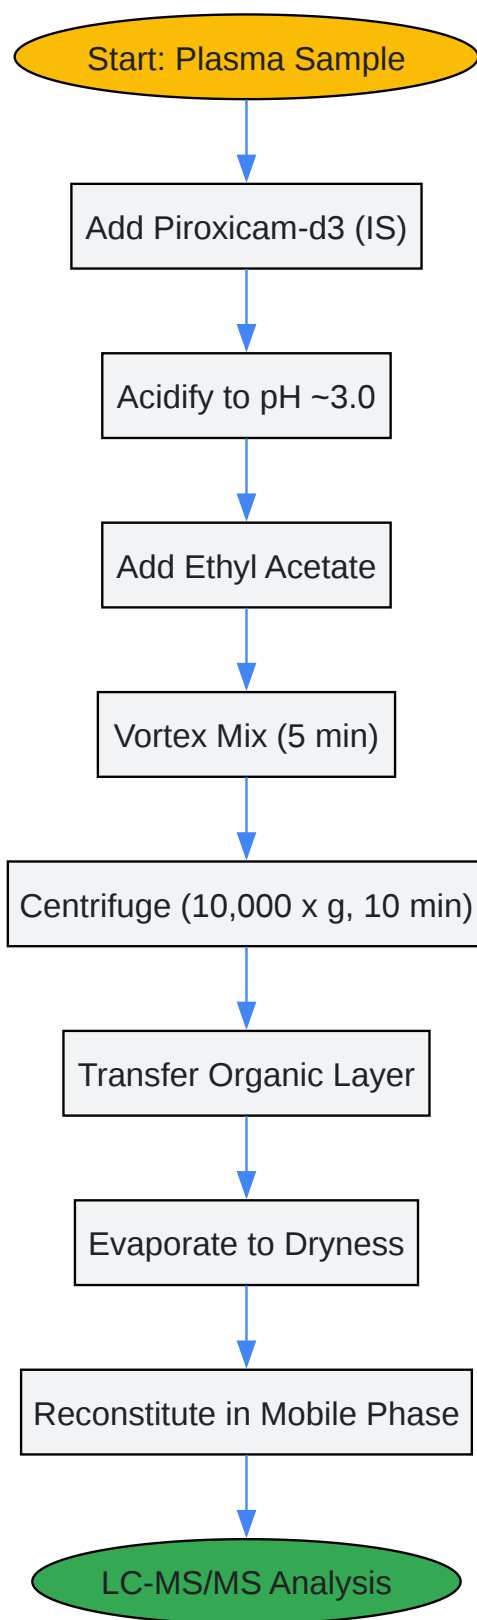 Start: Plasma Sample
Add Piroxicam-d3 (IS)
Acidify to pH ~3.0
Add Ethyl Acetate
Vortex Mix (5 min)
Centrifuge (10,000 x g, 10 min)
Transfer Organic Layer
Evaporate to Dryness
Reconstitute in Mobile Phase
LC-MS/MS Analysis